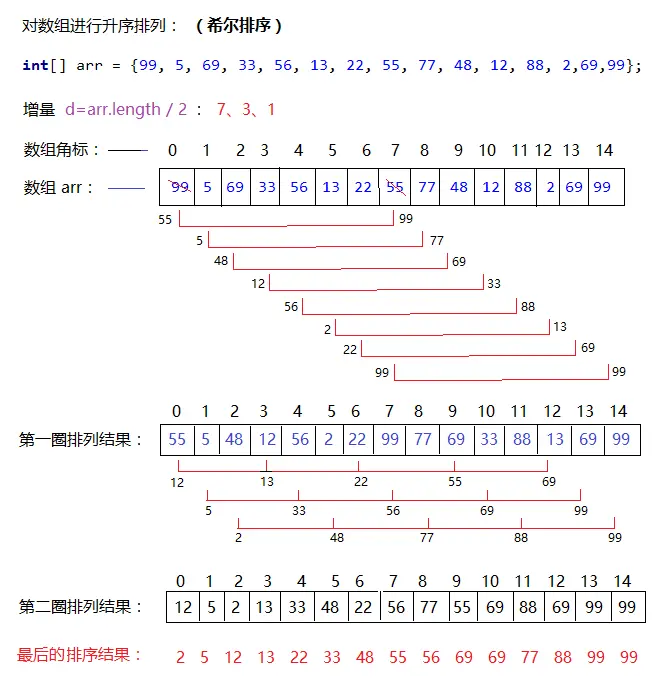 对数组进行升序排列： （希尔排序）
int[] arr = {99, 5, 69, 33, 56, 13, 22, 55, 77, 48, 12, 88, 2,69,99};
增量 d=arr.length / 2 ： 7、3、1
数组角标： 0 1 2 3 4 5 6 7 8 9 10 11 12 13 14
数组 arr： 99 5 69 33 56 13 22 55 77 48 12 88 2 69 99
55 99
5 77
48 69
12 33
56 88
2 13
22 69
99 99
0 1 2 3 4 5 6 7 8 9 10 11 12 13 14
第一圈排列结果： 55 5 48 12 56 2 22 99 77 69 33 88 13 69 99
12 13 22 55 69
5 33 56 69 99
2 48 77 88 99
0 1 2 3 4 5 6 7 8 9 10 11 12 13 14
第二圈排列结果： 12 5 2 13 33 48 22 56 77 55 69 88 69 99 99
最后的排序结果： 2 5 12 13 22 33 48 55 56 69 69 77 88 99 99